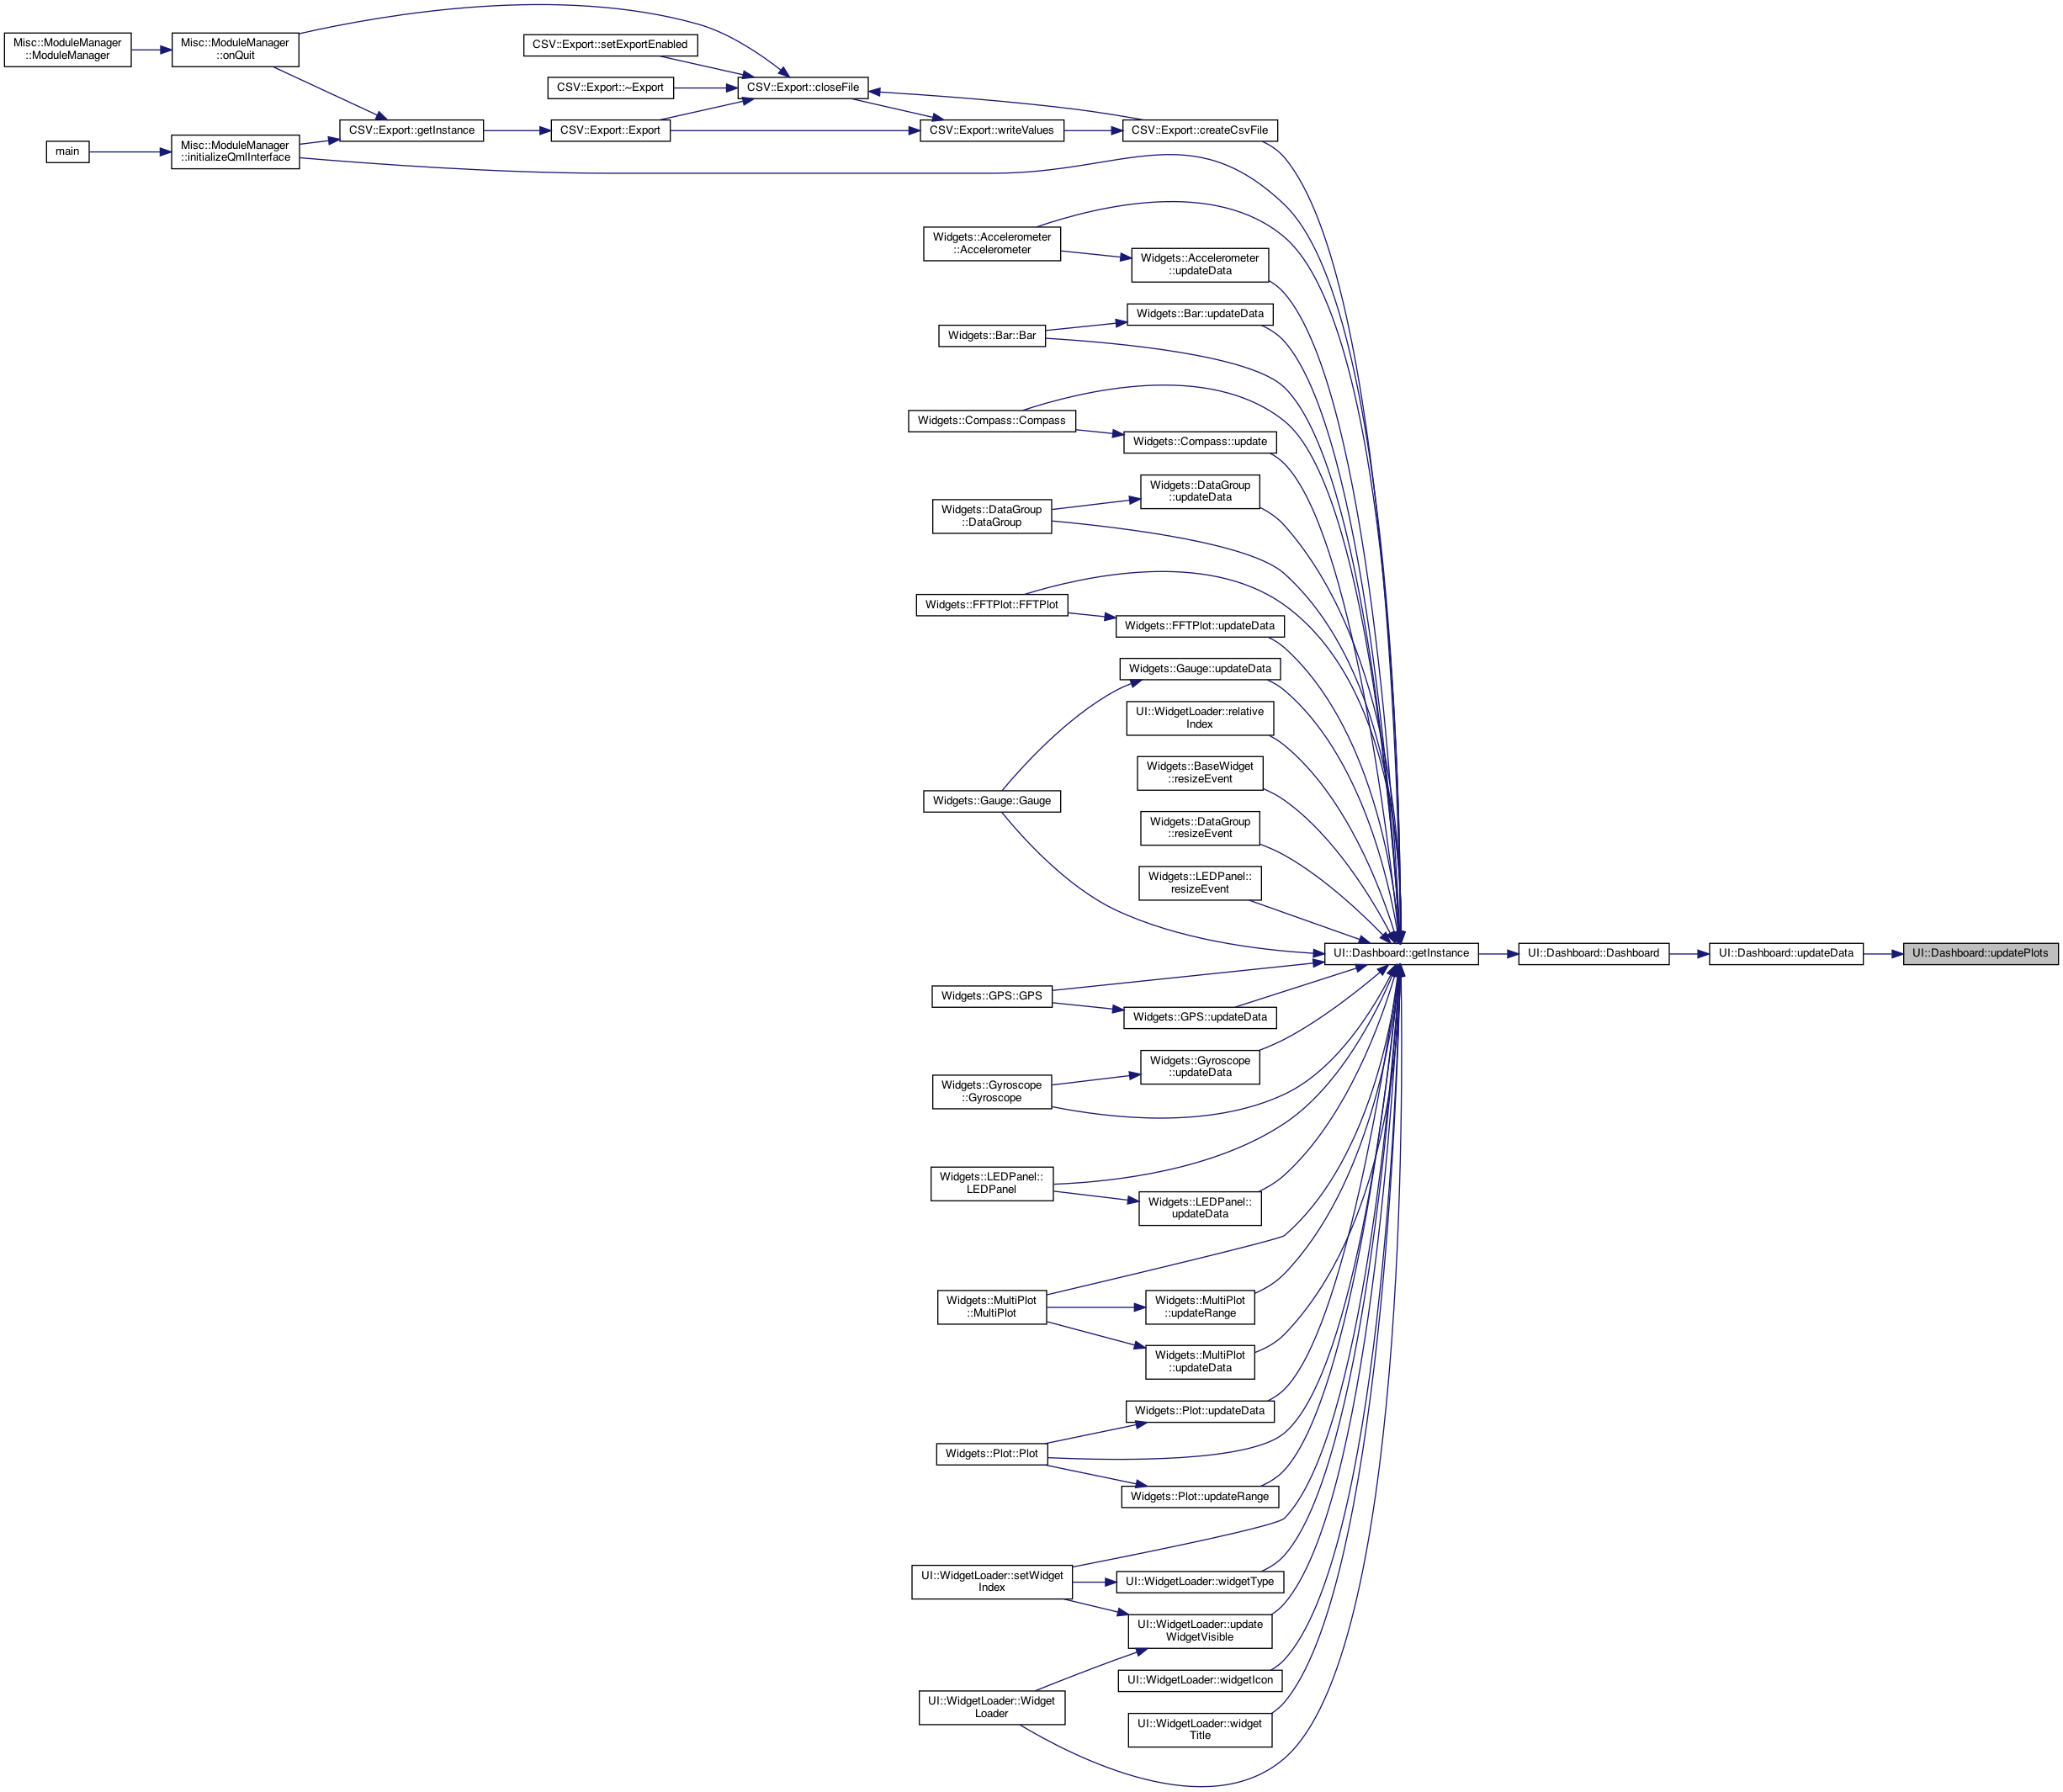 Misc::ModuleManager
::ModuleManager
Misc::ModuleManager
::onQuit
CSV::Export::setExportEnabled
CSV::Export::~Export
CSV::Export::closeFile
CSV::Export::getInstance
CSV::Export::Export
CSV::Export::writeValues
CSV::Export::createCsvFile
main
Misc::ModuleManager
::initializeQmlInterface
Widgets::Accelerometer
::Accelerometer
Widgets::Accelerometer
::updateData
Widgets::Bar::updateData
Widgets::Bar::Bar
Widgets::Compass::Compass
Widgets::Compass::update
Widgets::DataGroup
::updateData
Widgets::DataGroup
::DataGroup
Widgets::FFTPlot::FFTPlot
Widgets::FFTPlot::updateData
Widgets::Gauge::updateData
UI::WidgetLoader::relative
Index
Widgets::BaseWidget
::resizeEvent
Widgets::Gauge::Gauge
Widgets::DataGroup
::resizeEvent
Widgets::LEDPanel::
resizeEvent
UI::Dashboard::getInstance
UI::Dashboard::Dashboard
UI::Dashboard::updateData
UI::Dashboard::updatePlots
Widgets::GPS::GPS
Widgets::GPS::updateData
Widgets::Gyroscope
::updateData
Widgets::Gyroscope
::Gyroscope
Widgets::LEDPanel::
LEDPanel
Widgets::LEDPanel::
updateData
Widgets::MultiPlot
::MultiPlot
Widgets::MultiPlot
::updateRange
Widgets::MultiPlot
::updateData
Widgets::Plot::updateData
Widgets::Plot::Plot
Widgets::Plot::updateRange
UI::WidgetLoader::setWidget
Index
UI::WidgetLoader::widgetType
UI::WidgetLoader::update
WidgetVisible
UI::WidgetLoader::widgetIcon
UI::WidgetLoader::Widget
Loader
UI::WidgetLoader::widget
Title